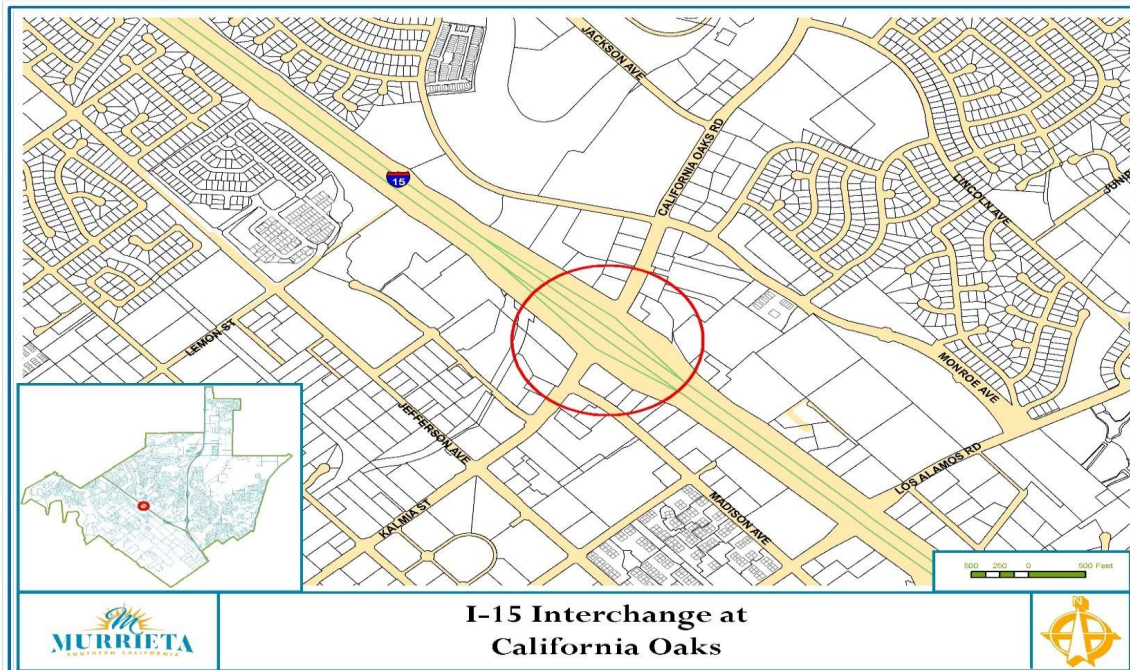 JACKSON AVE
CALIFORNIA OAKS RD
15
LINCOLN AVE
LEMON ST
MONROE AVE
JEFFERSON AVE
LOS ALAMOS RD
KALMIA ST
MADISON AVE
500 250 0 500 Feet
M
MURRIETA
SOUTHERN CALIFORNIA
I-15 Interchange at
California Oaks
N